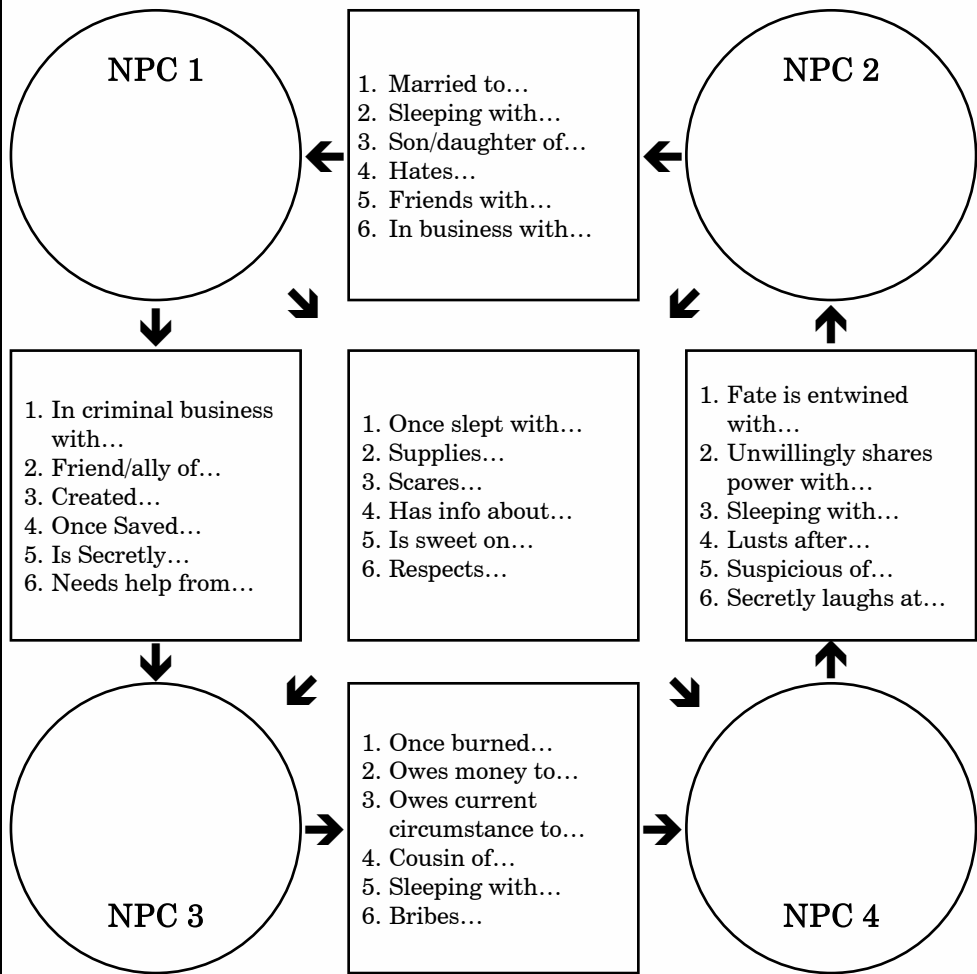 NPC 1
1. Married to…
2. Sleeping with…
3. Son/daughter of…
4. Hates…
5. Friends with…
6. In business with…
NPC 2
1. In criminal business
with…
2. Friend/ally of…
3. Created…
4. Once Saved…
5. Is Secretly…
6. Needs help from…
1. Once slept with…
2. Supplies…
3. Scares…
4. Has info about…
5. Is sweet on…
6. Respects…
1. Fate is entwined
with…
2. Unwillingly shares
power with…
3. Sleeping with…
4. Lusts after…
5. Suspicious of…
6. Secretly laughs at…
NPC 3
1. Once burned…
2. Owes money to…
3. Owes current
circumstance to…
4. Cousin of…
5. Sleeping with…
6. Bribes…
NPC 4